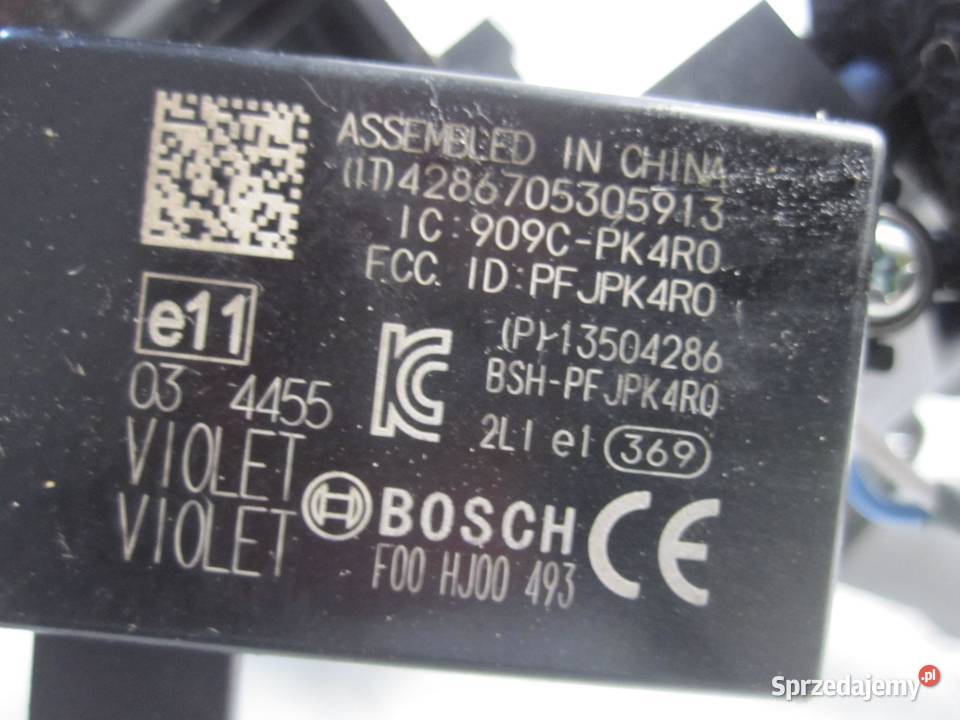 ASSEMBLED IN CHINA
(1T)4286705305913
IC:909C-PK4R0
FCC ID:PFJPK4R0
e11
(P)13504286
03 4455
BSH-PFJPK4R0
2LI e1 369
VIOLET
VIOLET
BOSCH
F00 HJ00 493
CE
Sprzedajemy.pl